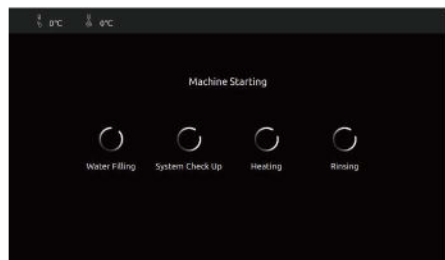 0°C 0°C
Machine Starting
Water Filling System Check Up Heating Rinsing